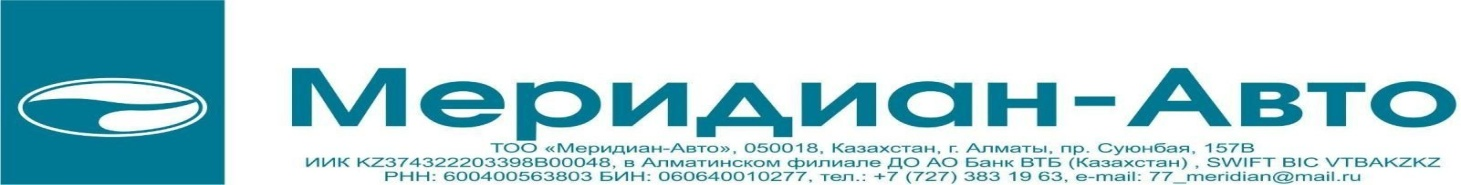 Меридиан-Авто
ТОО «Меридиан-Авто», 050018, Казахстан, г. Алматы, пр. Суюнбая, 157В
ИИК KZ374322203398B00048, в Алматинском филиале ДО АО Банк ВТБ (Казахстан) , SWIFT BIC VTBAKZKZ
РНН: 600400563803 БИН: 060640010277, тел.: +7 (727) 383 19 63, e-mail: 77_meridian@mail.ru